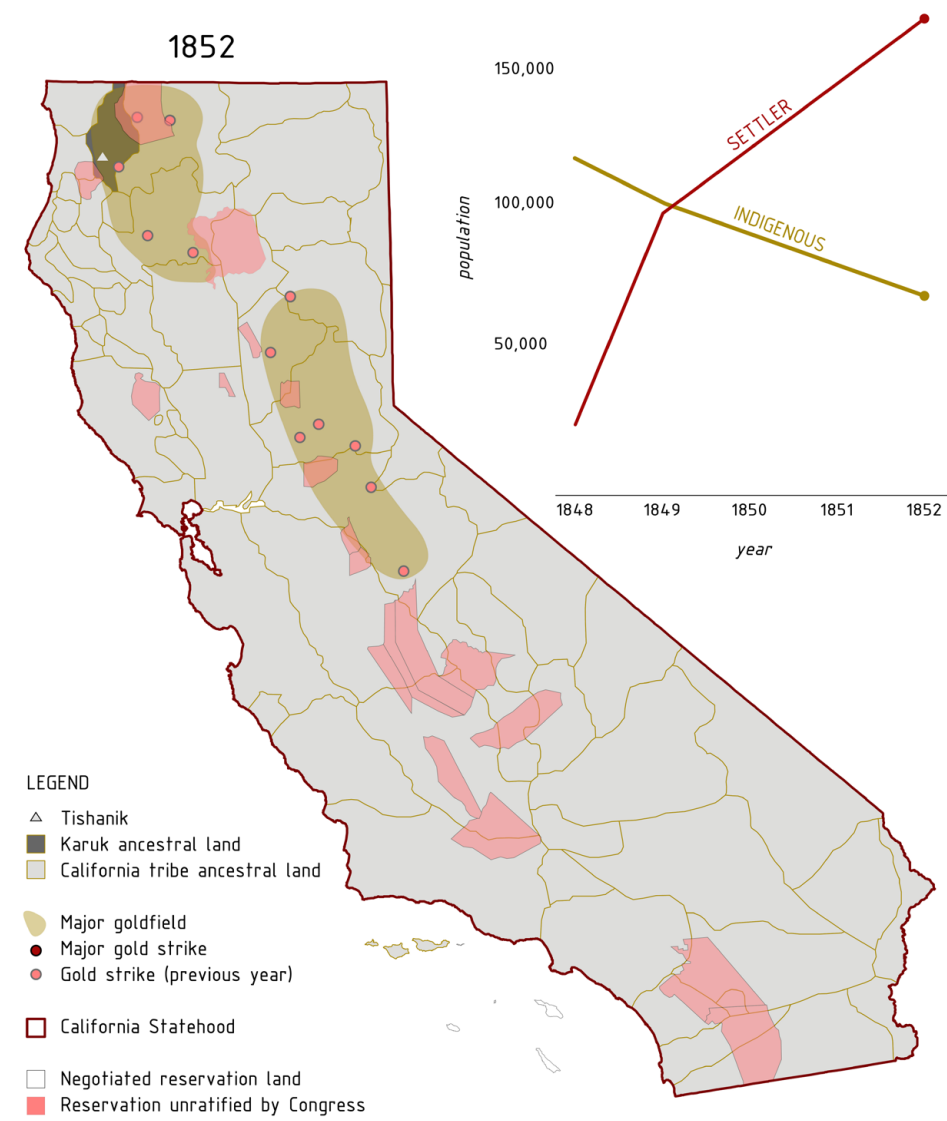 1852
150,000
100,000
50,000
population
SETTLER
INDIGENOUS
1848 1849 1850 1851 1852
year
LEGEND
Tishanik
Karuk ancestral land
California tribe ancestral land
Major goldfield
Major gold strike
Gold strike (previous year)
California Statehood
Negotiated reservation land
Reservation unratified by Congress